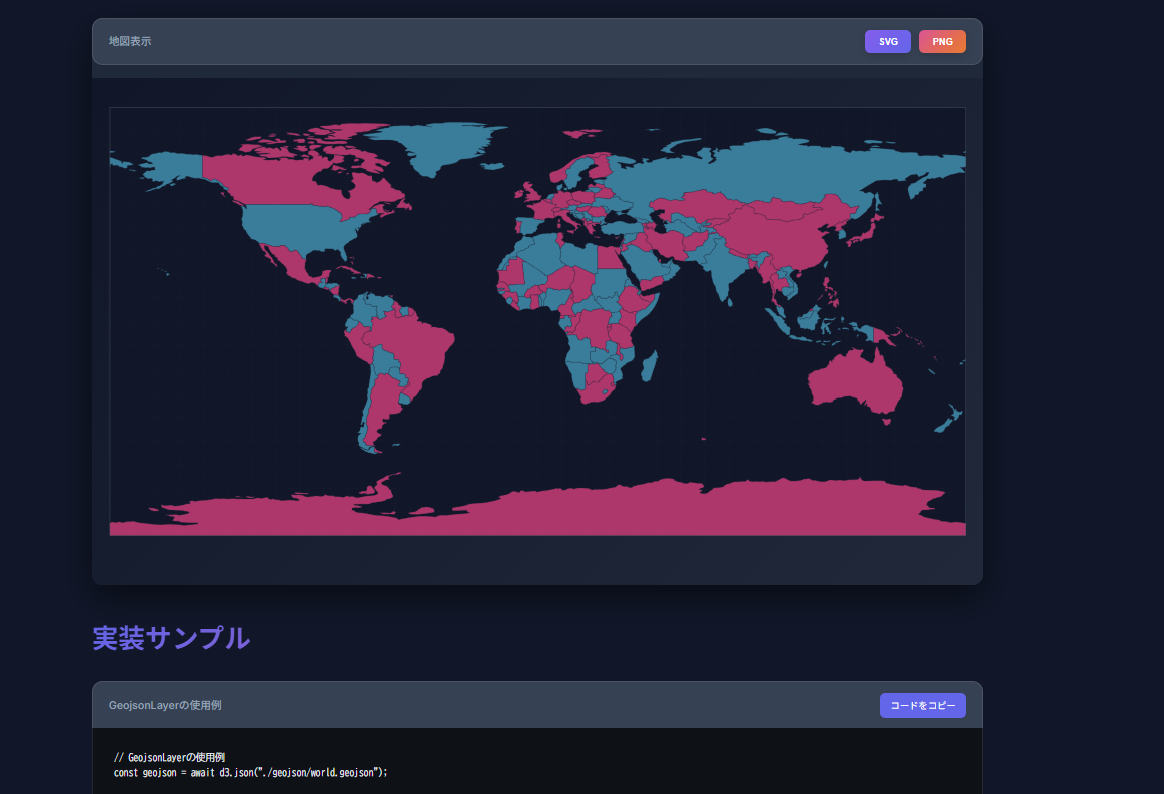 地図表示
SVG
PNG
実装サンプル
GeojsonLayerの使用例
コードをコピー
// GeojsonLayerの使用例
const geojson = await d3.json("./geojson/world.geojson");